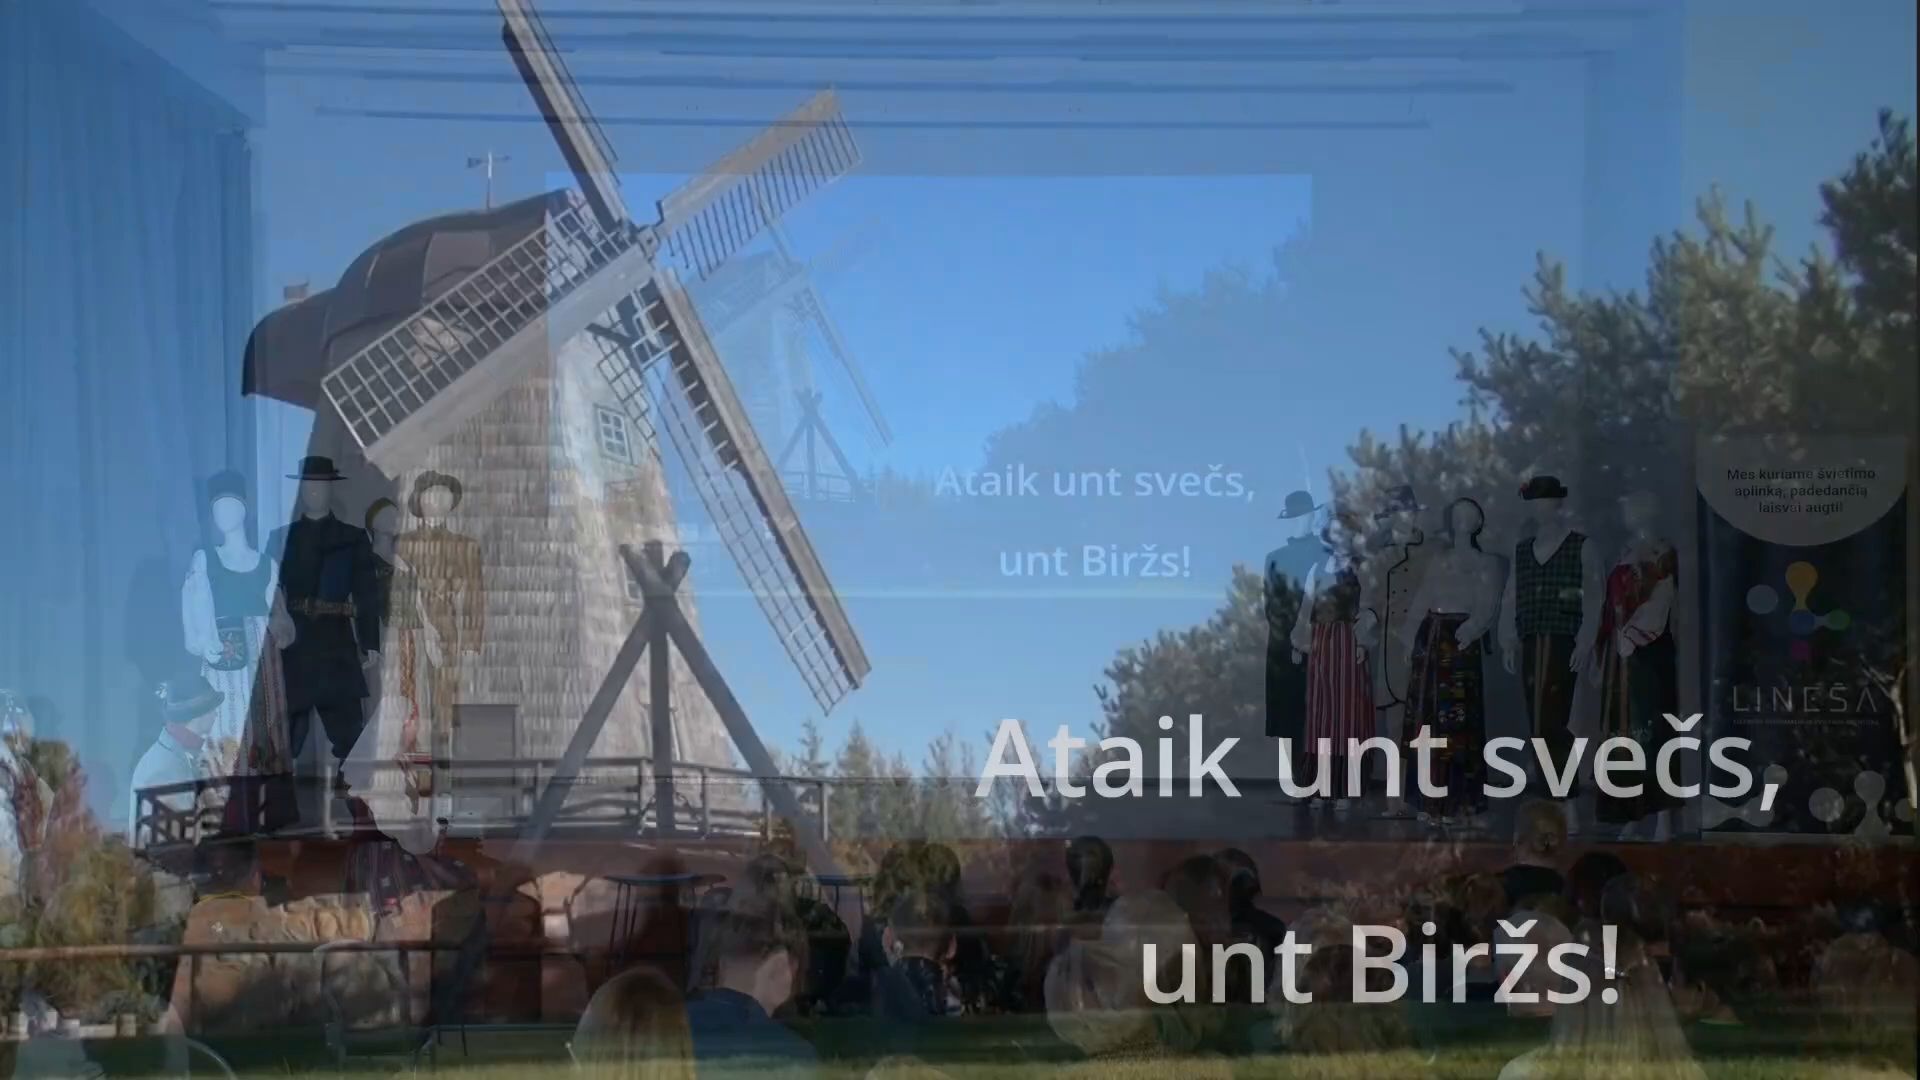 Ataik unt svečs,
unt Biržs!
Mes kuriame švietimo
aplinką, padedančią
laisvai augti!
LINEŠA
Ataik unt svečs,
unt Biržs!